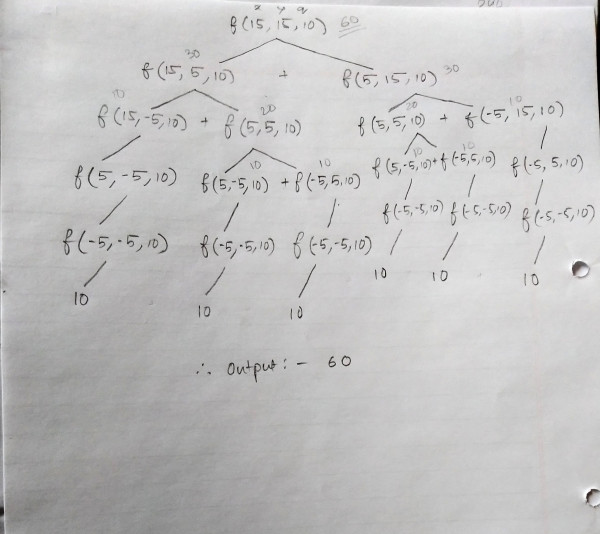 x y q
f(15, 15, 10) 60
30
f(15, 5, 10) + f(5, 15, 10) 30
10 20 20 10
f(15, -5, 10) + f(5, 5, 10) f(5, 5, 10) + f(-5, 15, 10)
10 10 10 10
f(5, -5, 10) f(5, -5, 10) + f(-5, 5, 10) f(5, -5, 10) + f(-5, 5, 10) f(-5, 5, 10)
f(-5, -5, 10) f(-5, -5, 10) f(-5, -5, 10) f(-5, -5, 10) f(-5, -5, 10) f(-5, -5, 10)
10 10 10 10 10 10
∴ Output: - 60